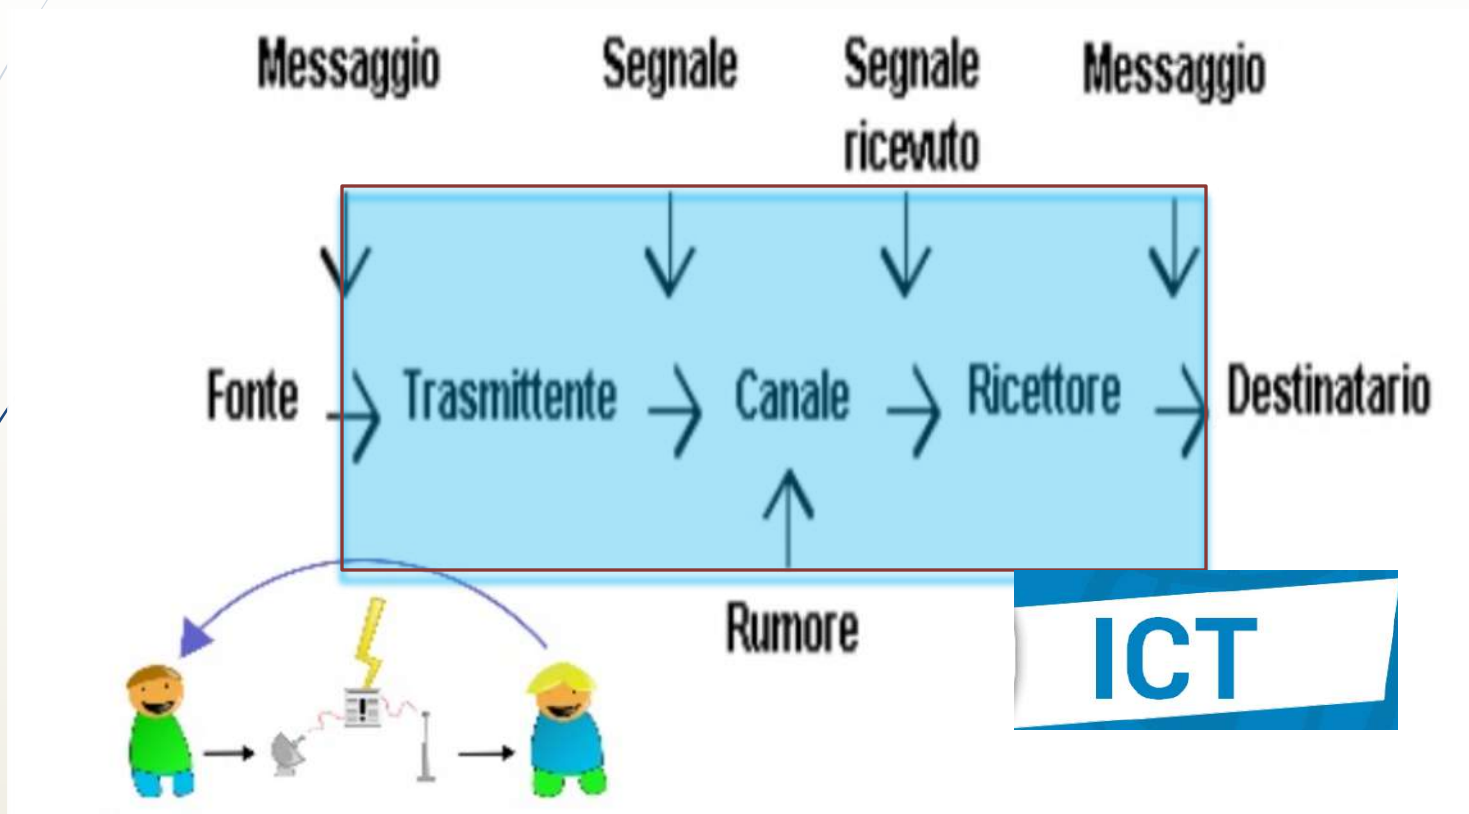 Messaggio Segnale Segnale Messaggio
ricevuto
Fonte Trasmittente Canale Ricettore Destinatario
Rumore
!
ICT